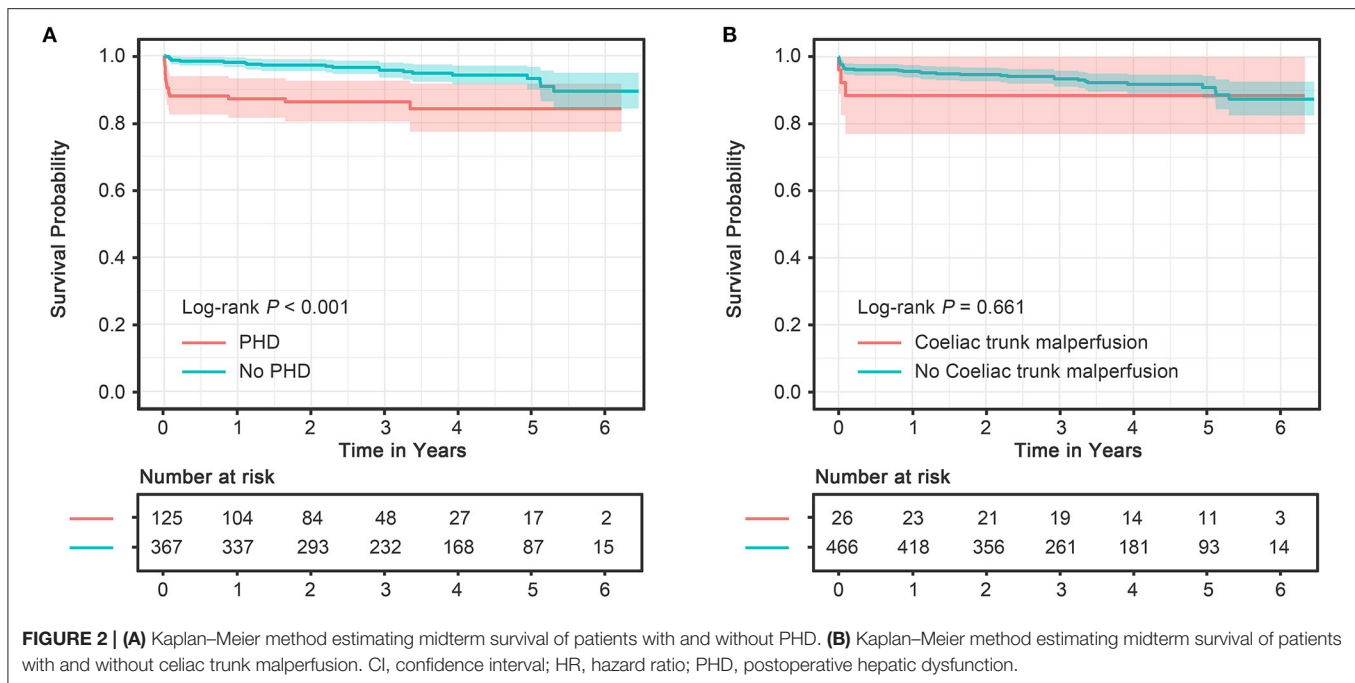 A
Survival Probability
1.0
0.8
0.6
0.4
0.2
0.0
Log-rank P < 0.001
PHD
No PHD
0 1 2 3 4 5 6
Time in Years
Number at risk
125 104 84 48 27 17 2
367 337 293 232 168 87 15
0 1 2 3 4 5 6
B
Survival Probability
1.0
0.8
0.6
0.4
0.2
0.0
Log-rank P = 0.661
Coeliac trunk malperfusion
No Coeliac trunk malperfusion
0 1 2 3 4 5 6
Time in Years
Number at risk
26 23 21 19 14 11 3
466 418 356 261 181 93 14
0 1 2 3 4 5 6
FIGURE 2 | (A) Kaplan–Meier method estimating midterm survival of patients with and without PHD. (B) Kaplan–Meier method estimating midterm survival of patients
with and without celiac trunk malperfusion. CI, confidence interval; HR, hazard ratio; PHD, postoperative hepatic dysfunction.